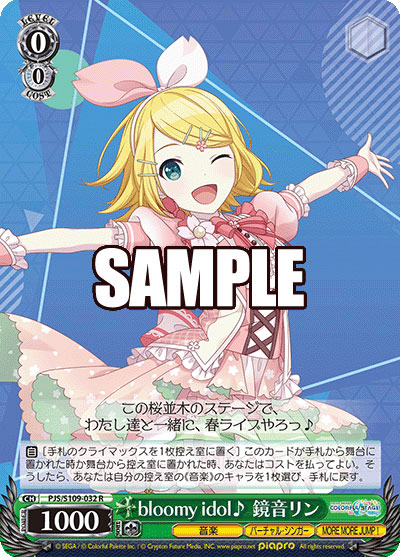 LEVEL
0
0
COST
SAMPLE
この桜並木のステージで、
わたし達と一緒に、春ライブやろっ♪
自［手札のクライマックスを1枚控え室に置く］このカードが手札から舞台に
置かれた時か舞台から控え室に置かれた時、あなたはコストを払ってよい。そ
うしたら、あなたは自分の控え室の《音楽》のキャラを1枚選び、手札に戻す。
CH PJS/S109-032 R
POWER 1000
bloomy idol♪ 鏡音リン
COLORFUL STAGE!
音楽 バーチャル・シンガー MORE MORE JUMP！
© SEGA / © Colorful Palette Inc. / © Crypton Future Media, INC. www.piapro.net piapro All rights reserved.